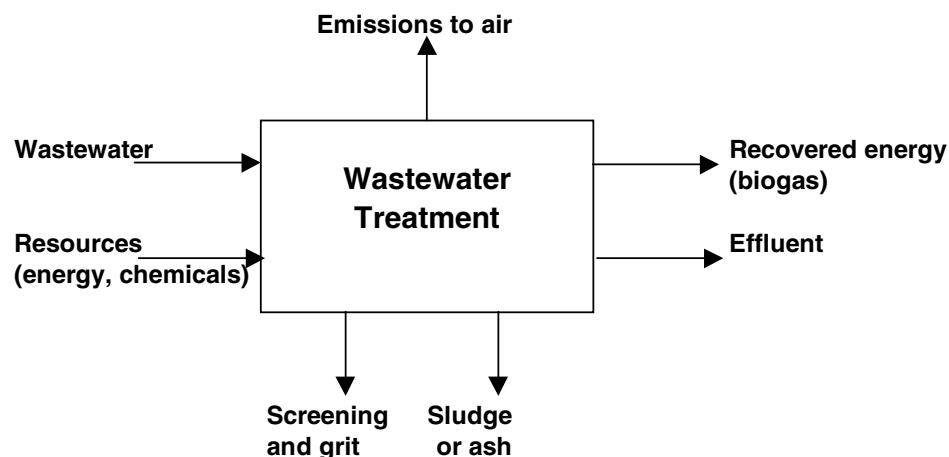 Emissions to air
Wastewater
Wastewater
Treatment
Recovered energy
(biogas)
Resources
(energy, chemicals)
Effluent
Screening
and grit
Sludge
or ash